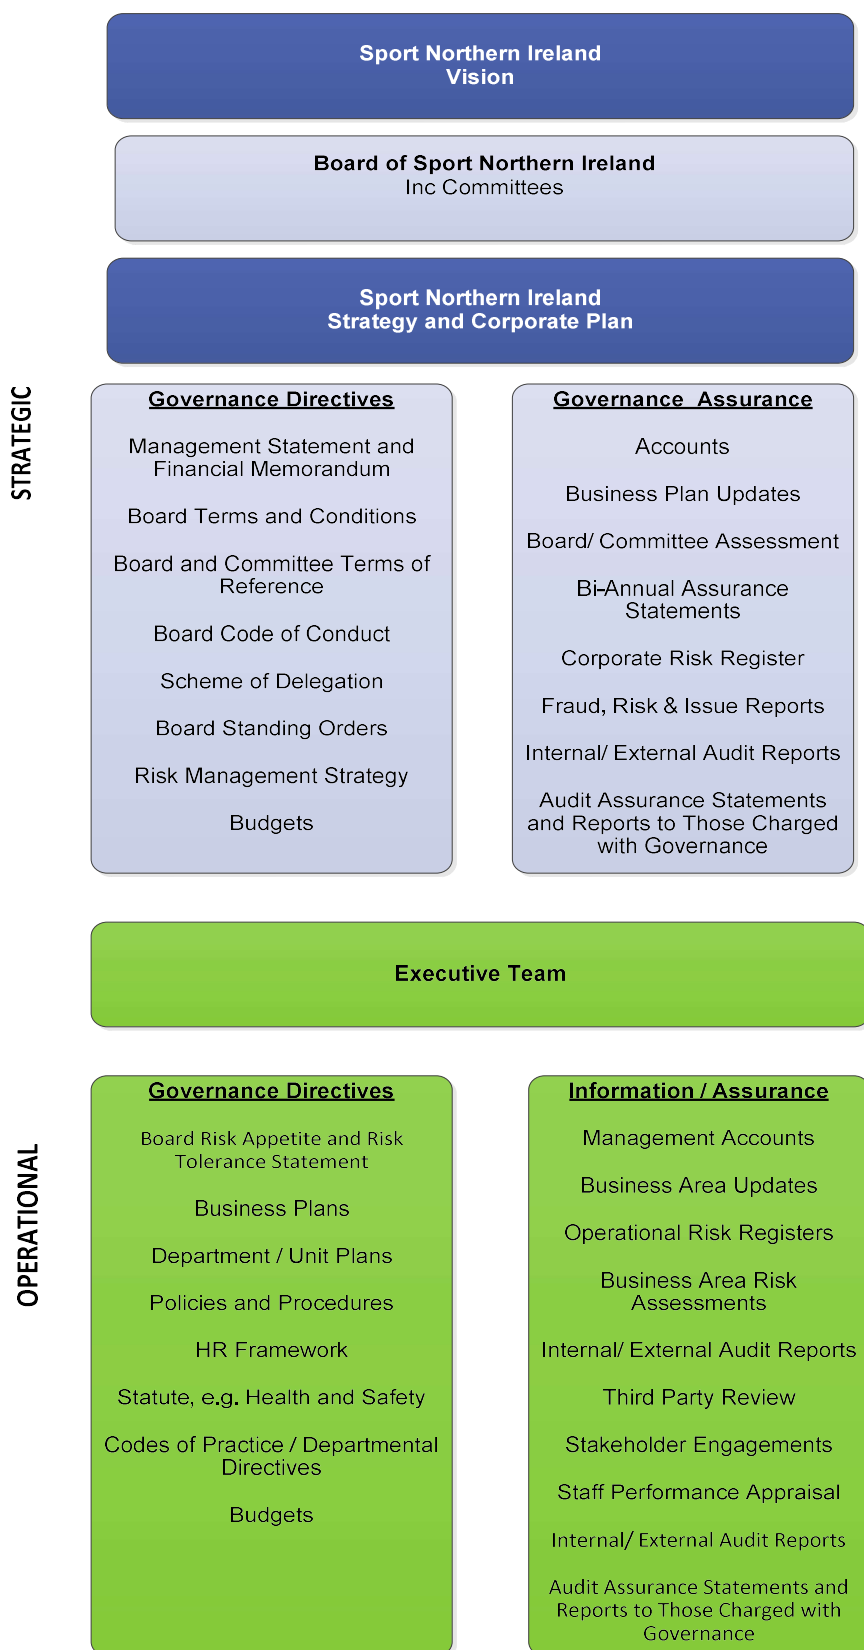 Sport Northern Ireland
Vision
Board of Sport Northern Ireland
Inc Committees
Sport Northern Ireland
Strategy and Corporate Plan
STRATEGIC
Governance Directives
Management Statement and
Financial Memorandum
Board Terms and Conditions
Board and Committee Terms of
Reference
Board Code of Conduct
Scheme of Delegation
Board Standing Orders
Risk Management Strategy
Budgets
Governance  Assurance
Accounts
Business Plan Updates
Board/ Committee Assessment
Bi-Annual Assurance
Statements
Corporate Risk Register
Fraud, Risk & Issue Reports
Internal/ External Audit Reports
Audit Assurance Statements
and Reports to Those Charged
with Governance
Executive Team
OPERATIONAL
Governance Directives
Board Risk Appetite and Risk
Tolerance Statement
Business Plans
Department / Unit Plans
Policies and Procedures
HR Framework
Statute, e.g. Health and Safety
Codes of Practice / Departmental
Directives
Budgets
Information / Assurance
Management Accounts
Business Area Updates
Operational Risk Registers
Business Area Risk
Assessments
Internal/ External Audit Reports
Third Party Review
Stakeholder Engagements
Staff Performance Appraisal
Internal/ External Audit Reports
Audit Assurance Statements and
Reports to Those Charged with
Governance